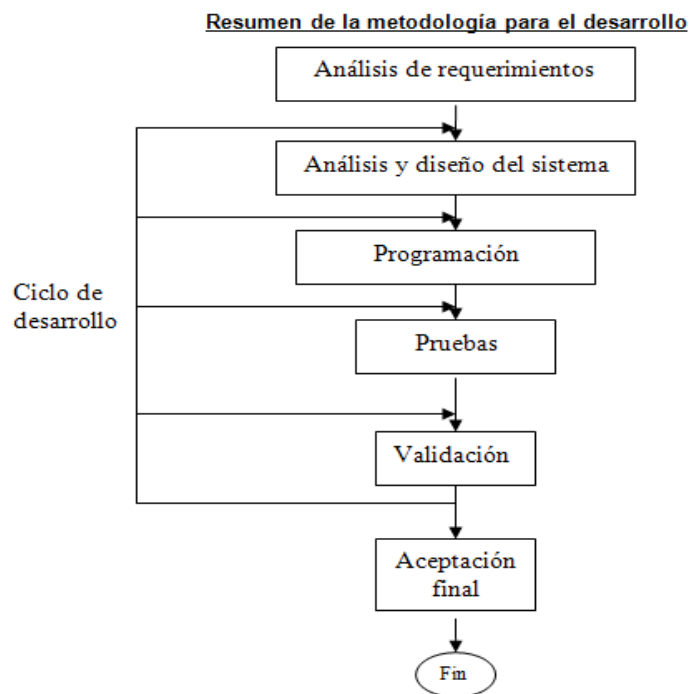 Resumen de la metodología para el desarrollo
Análisis de requerimientos
Análisis y diseño del sistema
Programación
Ciclo de
desarrollo
Pruebas
Validación
Aceptación
final
Fin